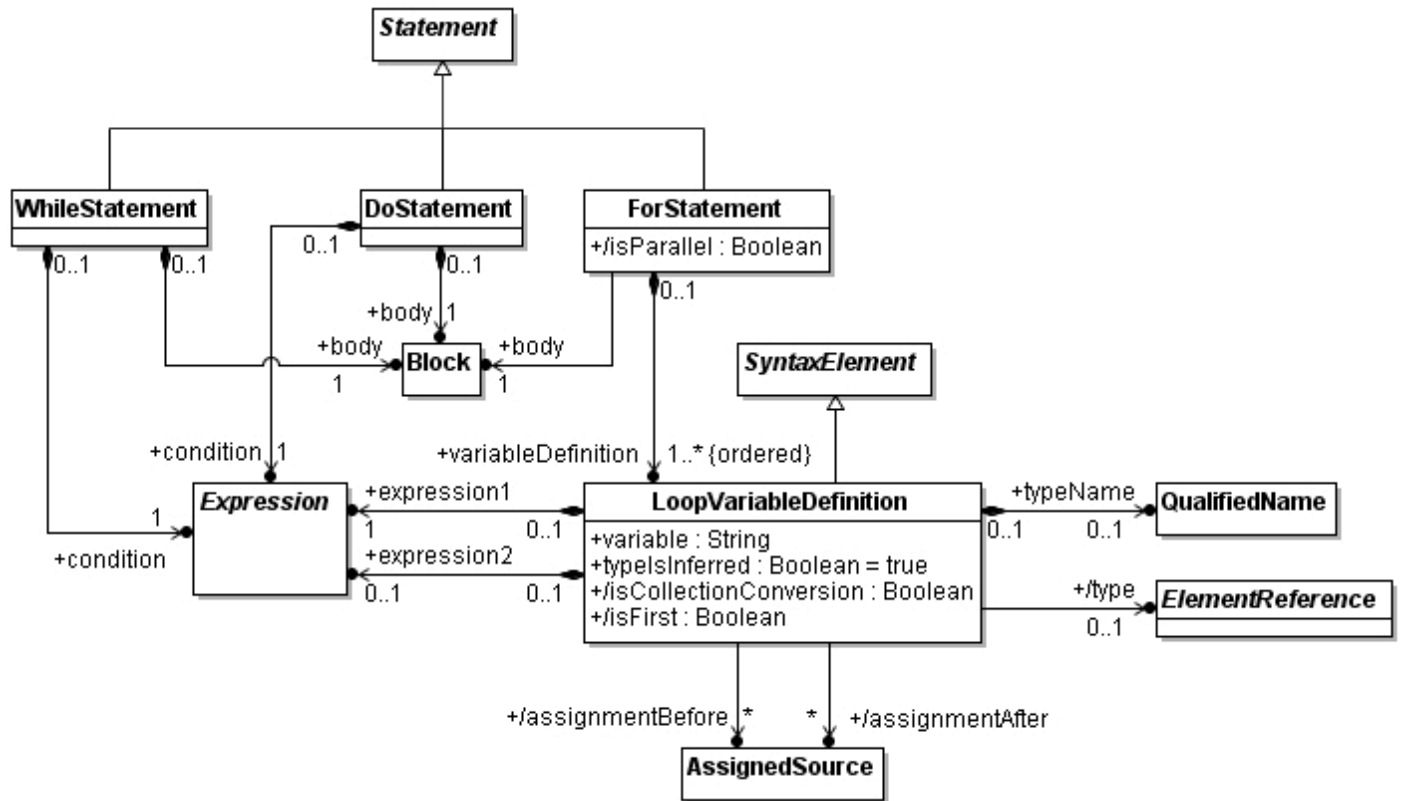 Statement
WhileStatement
DoStatement
ForStatement
+/isParallel : Boolean
0..1
0..1
0..1
0..1
0..1
+body 1
+body
1
Block
+body
1
SyntaxElement
+condition 1
+variableDefinition 1..* {ordered}
Expression
1
+condition
+expression1
1 0..1
+expression2
0..1 0..1
LoopVariableDefinition
+variable : String
+typeIsInferred : Boolean = true
+/isCollectionConversion : Boolean
+/isFirst : Boolean
+typeName
0..1 0..1
QualifiedName
+/type
0..1
ElementReference
+/assignmentBefore *
* +/assignmentAfter
AssignedSource